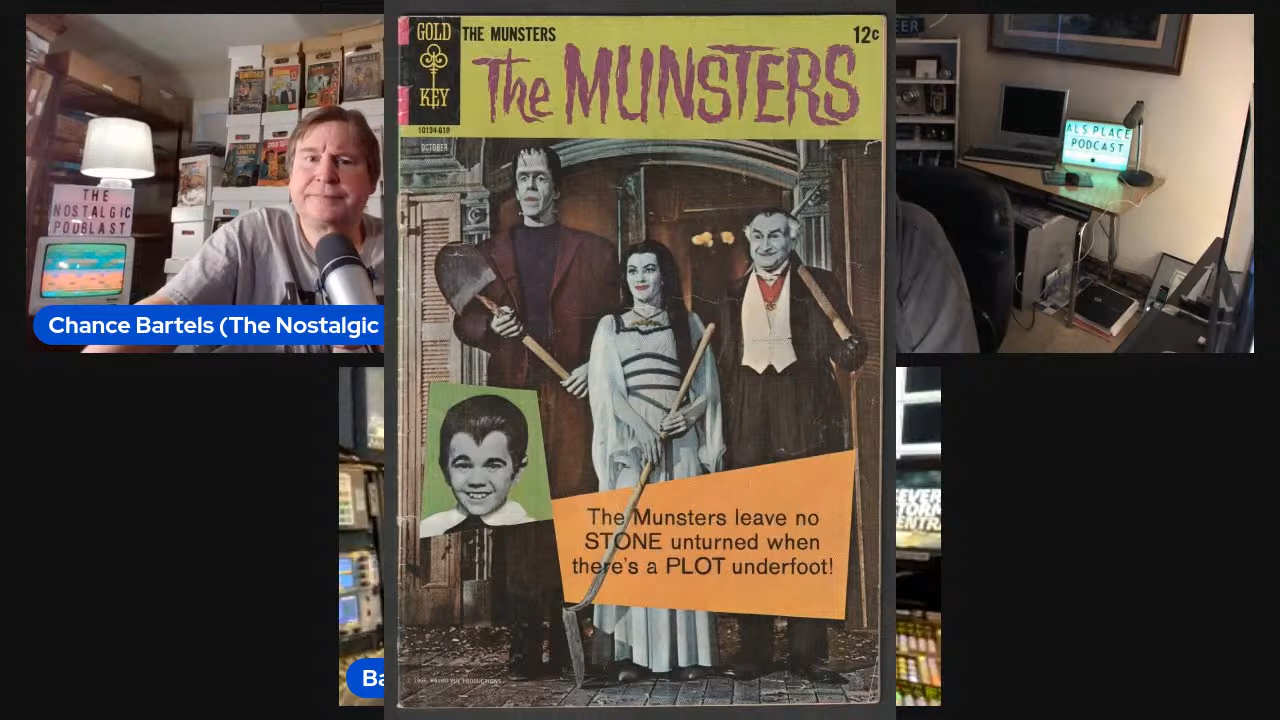 GOLD
KEY
THE MUNSTERS
12c
The MUNSTERS
10134-610
OCTOBER
THE
NOSTALGIC
PODBLAST
Chance Bartels (The Nostalgic
ALS PLACE
PODCAST
The Munsters leave no
STONE unturned when
there's a PLOT underfoot!
Ba